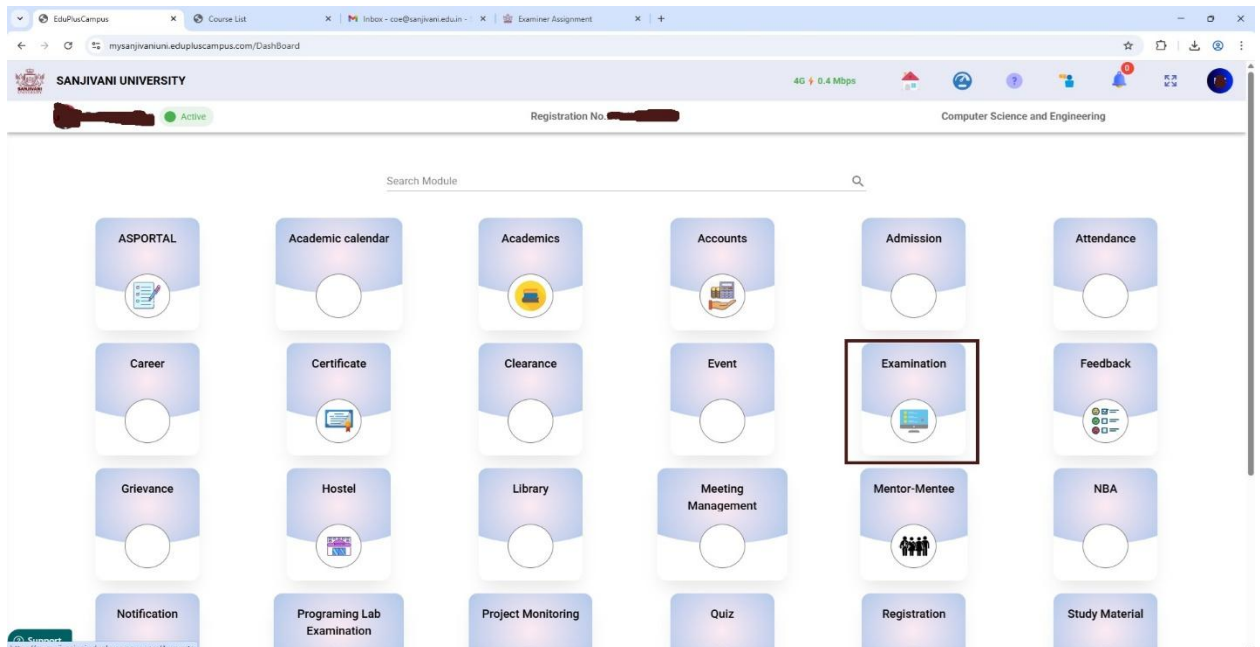 EduPlusCampus
Course List
Inbox - coe@sanjivani.edu.in -
Examiner Assignment
mysanjivaniuni.edupluscampus.com/DashBoard
SANJIVANI UNIVERSITY
4G 0.4 Mbps
0
Active
Registration No.
Computer Science and Engineering
Search Module
ASPORTAL
Academic calendar
Academics
Accounts
Admission
Attendance
Career
Certificate
Clearance
Event
Examination
Feedback
Grievance
Hostel
Library
Meeting
Management
Mentor-Mentee
NBA
Notification
Programing Lab
Examination
Project Monitoring
Quiz
Registration
Study Material
Support